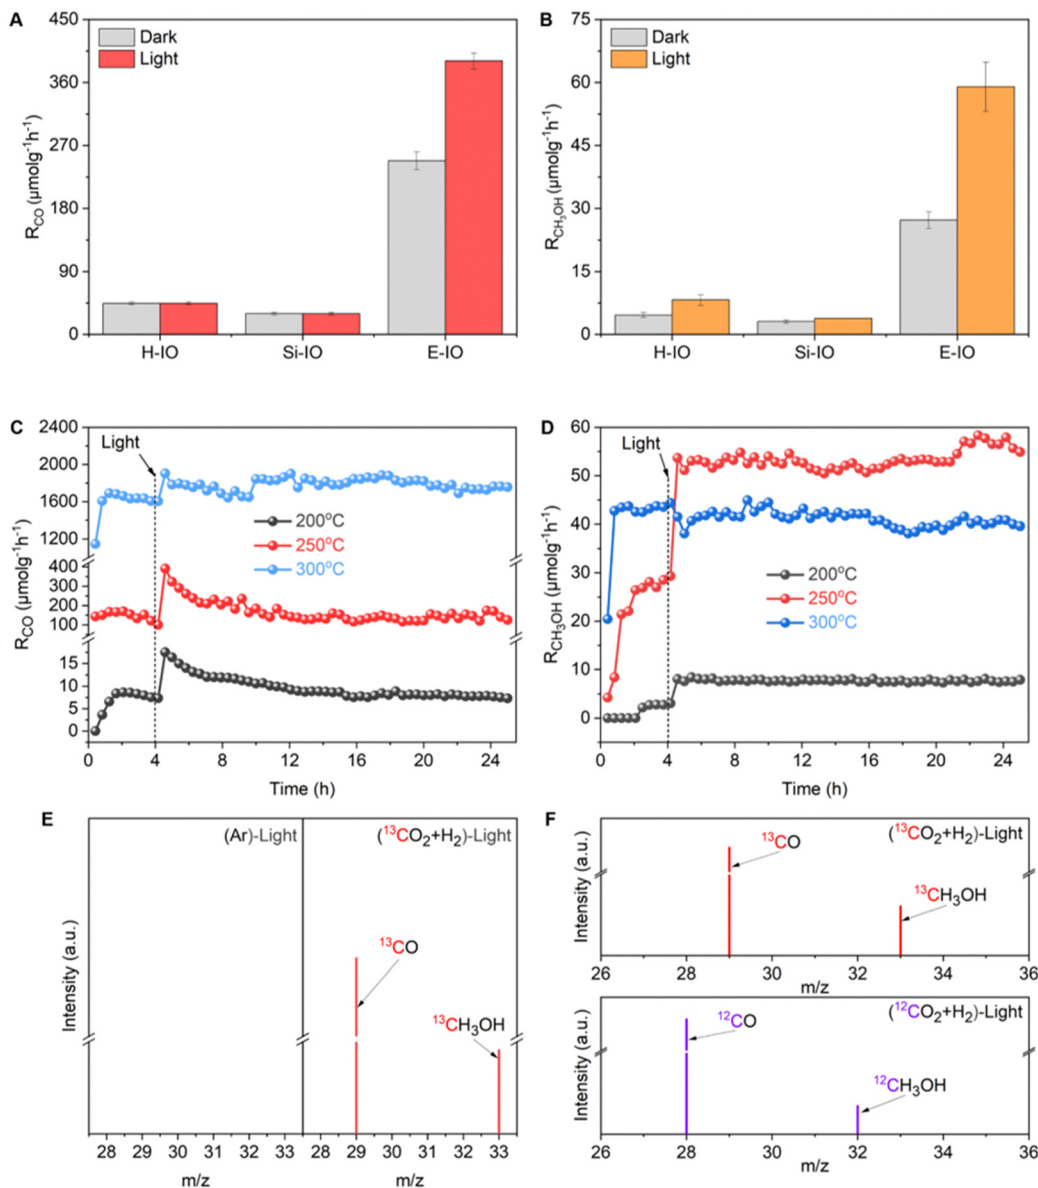 A
450
360
270
180
90
0
R_CO (μmolg⁻¹h⁻¹)
Dark
Light
H-IO
Si-IO
E-IO
B
75
60
45
30
15
0
R_CH₃OH (μmolg⁻¹h⁻¹)
Dark
Light
H-IO
Si-IO
E-IO
C
2400
2000
1600
1200
400
300
200
100
15
10
5
0
R_CO (μmolg⁻¹h⁻¹)
Light
200°C
250°C
300°C
0 4 8 12 16 20 24
Time (h)
D
60
50
40
30
20
10
0
R_CH₃OH (μmolg⁻¹h⁻¹)
Light
200°C
250°C
300°C
0 4 8 12 16 20 24
Time (h)
E
Intensity (a.u.)
(Ar)-Light
(¹³CO₂+H₂)-Light
¹³CO
¹³CH₃OH
28 29 30 31 32 33 28 29 30 31 32 33
m/z m/z
F
Intensity (a.u.)
(¹³CO₂+H₂)-Light
¹³CO
¹³CH₃OH
26 28 30 32 34 36
m/z
Intensity (a.u.)
(¹²CO₂+H₂)-Light
¹²CO
¹²CH₃OH
26 28 30 32 34 36
m/z